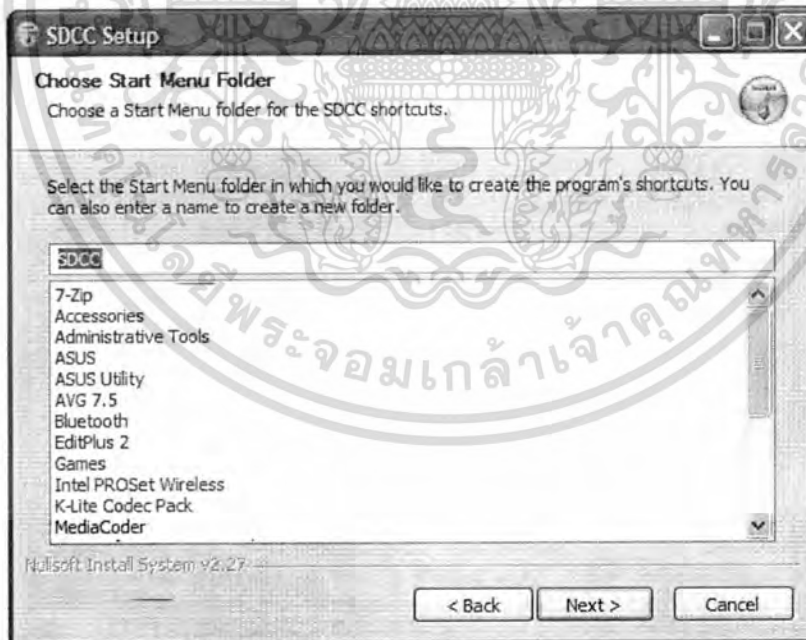 SDCC Setup
Choose Start Menu Folder
Choose a Start Menu folder for the SDCC shortcuts.
Select the Start Menu folder in which you would like to create the program's shortcuts. You
can also enter a name to create a new folder.
SDCC
7-Zip
Accessories
Administrative Tools
ASUS
ASUS Utility
AVG 7.5
Bluetooth
EditPlus 2
Games
Intel PROSet Wireless
K-Lite Codec Pack
MediaCoder
Nullsoft Install System v2.27
< Back
Next >
Cancel
พระจอมเกล้าเจ้าคุณทหาร